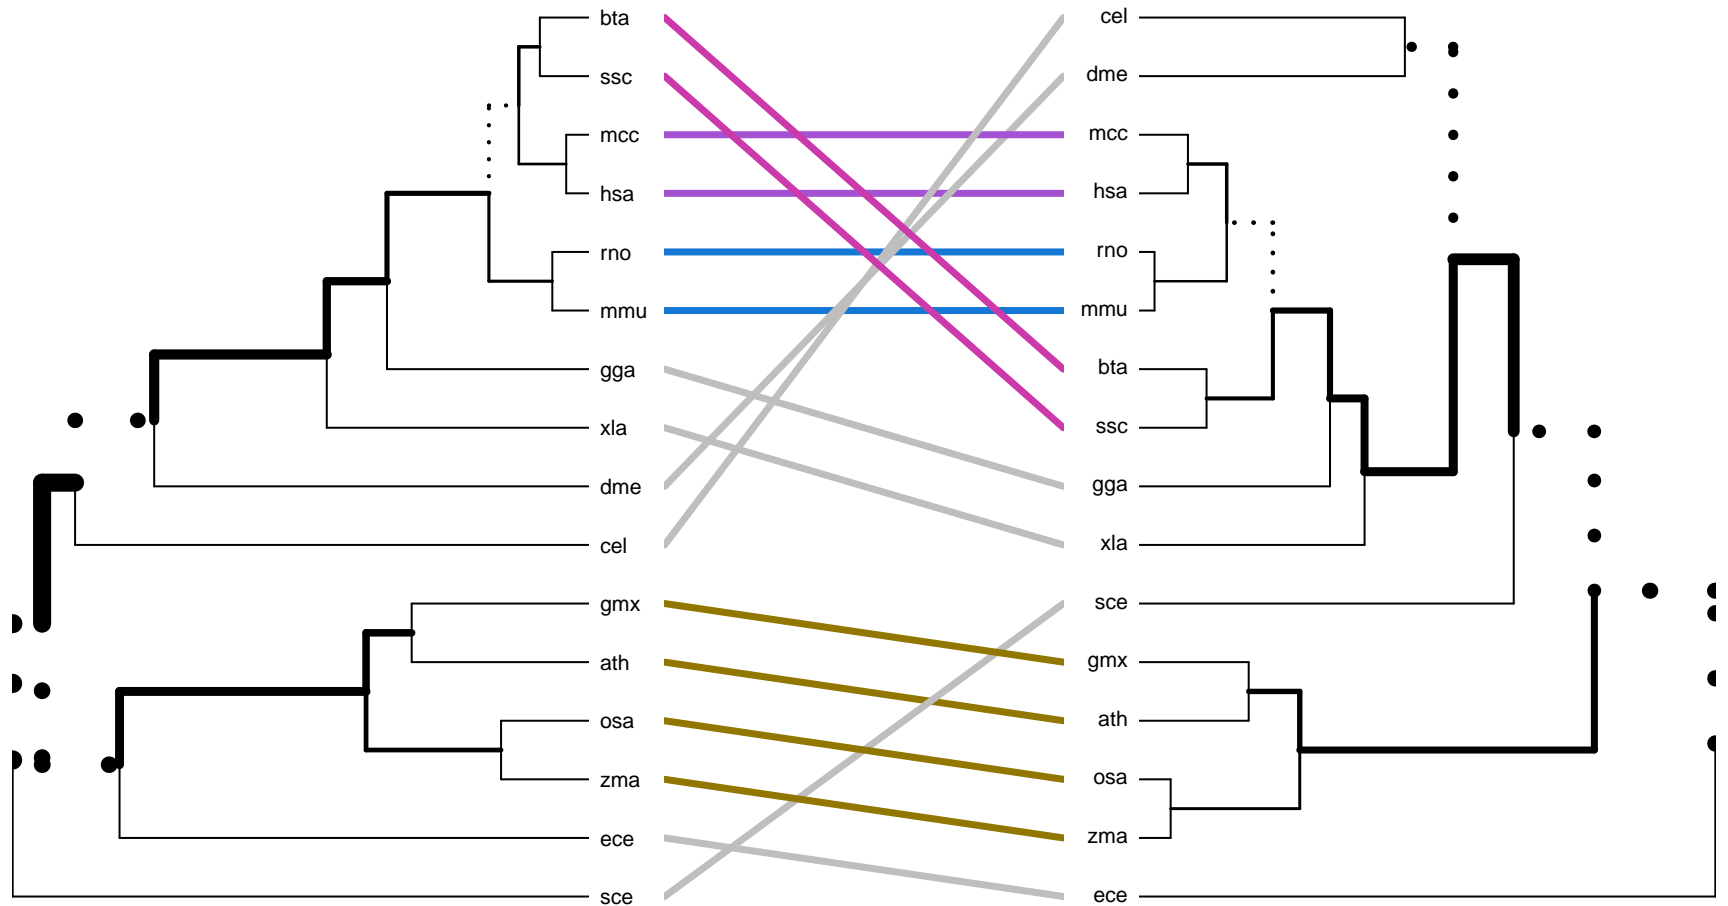 bta cel
ssc dme
mcc mcc
hsa hsa
rno rno
mmu mmu
gga bta
xla ssc
dme gga
cel xla
gmx sce
ath gmx
osa ath
zma osa
ece zma
sce ece